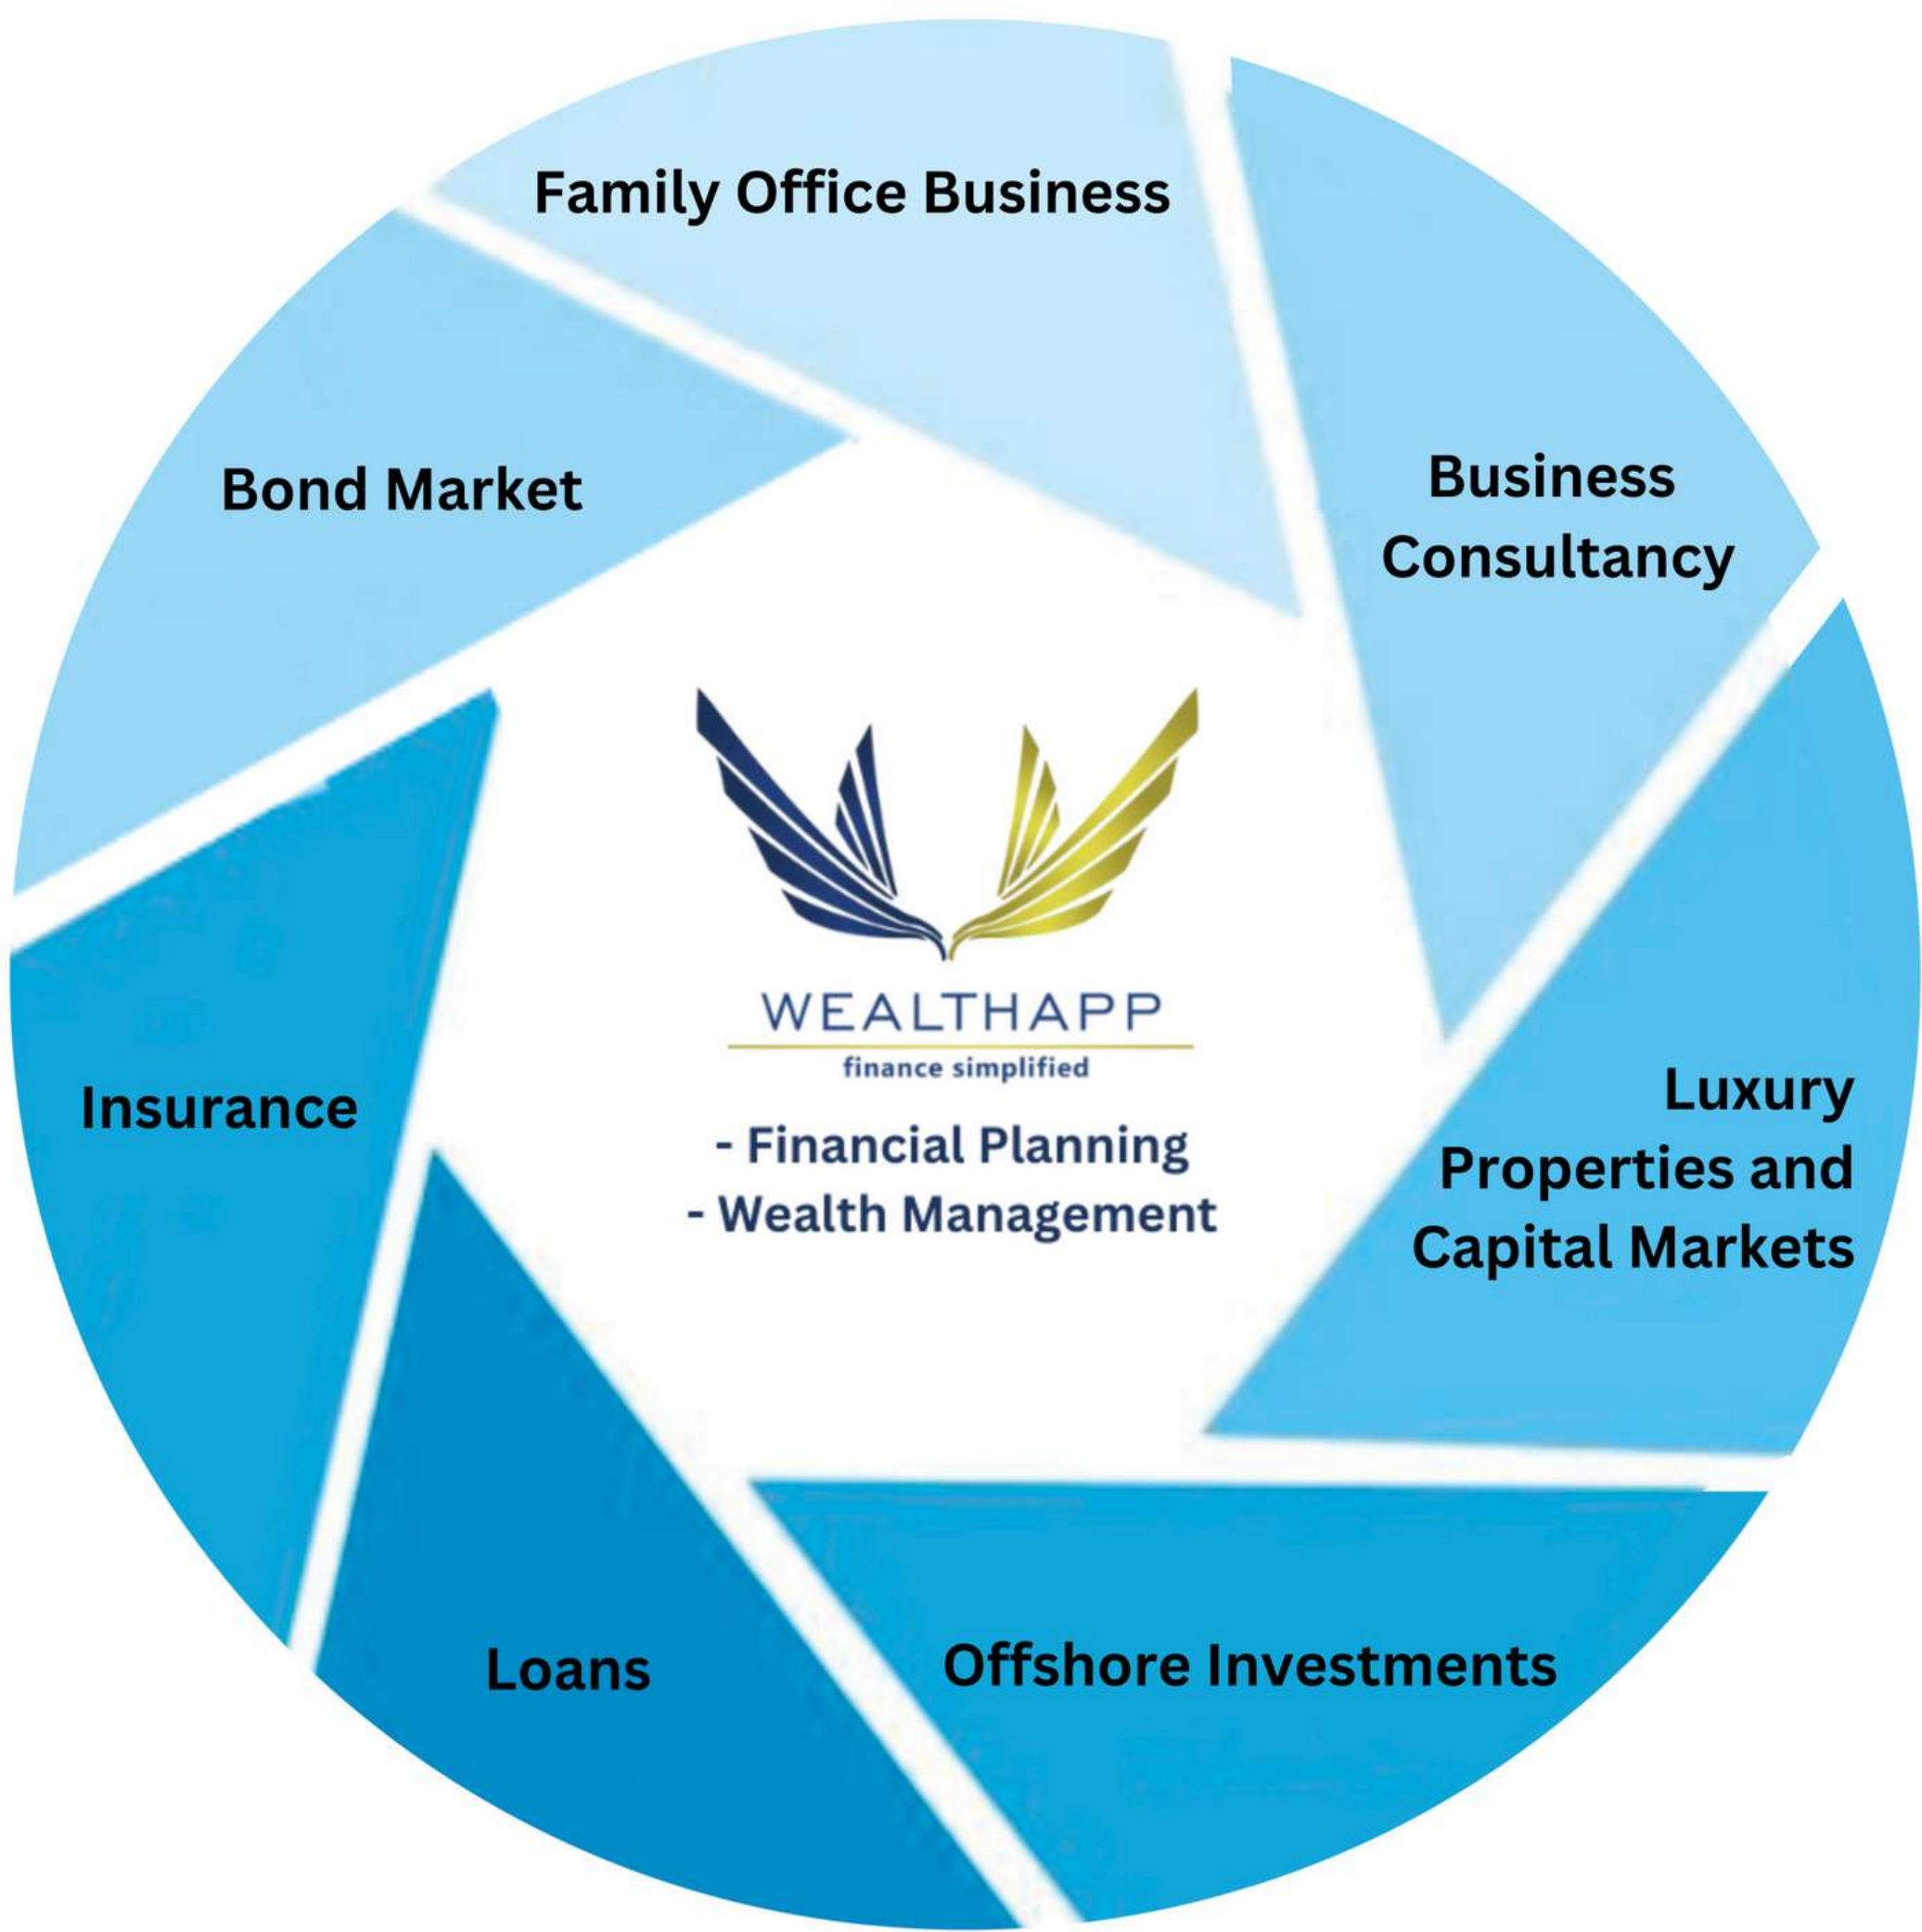 Family Office Business
Business
Consultancy
Bond Market
WEALTHAPP
finance simplified
- Financial Planning
- Wealth Management
Luxury
Properties and
Capital Markets
Insurance
Loans
Offshore Investments